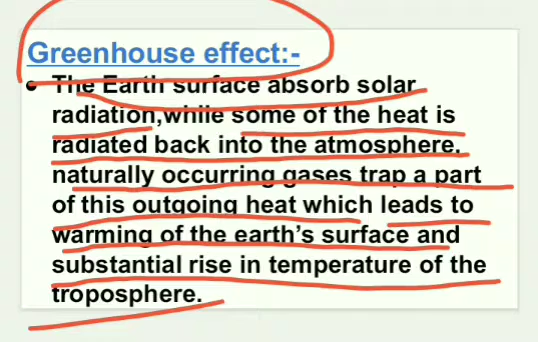 Greenhouse effect:-
• The Earth surface absorb solar
radiation,while some of the heat is
radiated back into the atmosphere.
naturally occurring gases trap a part
of this outgoing heat which leads to
warming of the earth's surface and
substantial rise in temperature of the
troposphere.